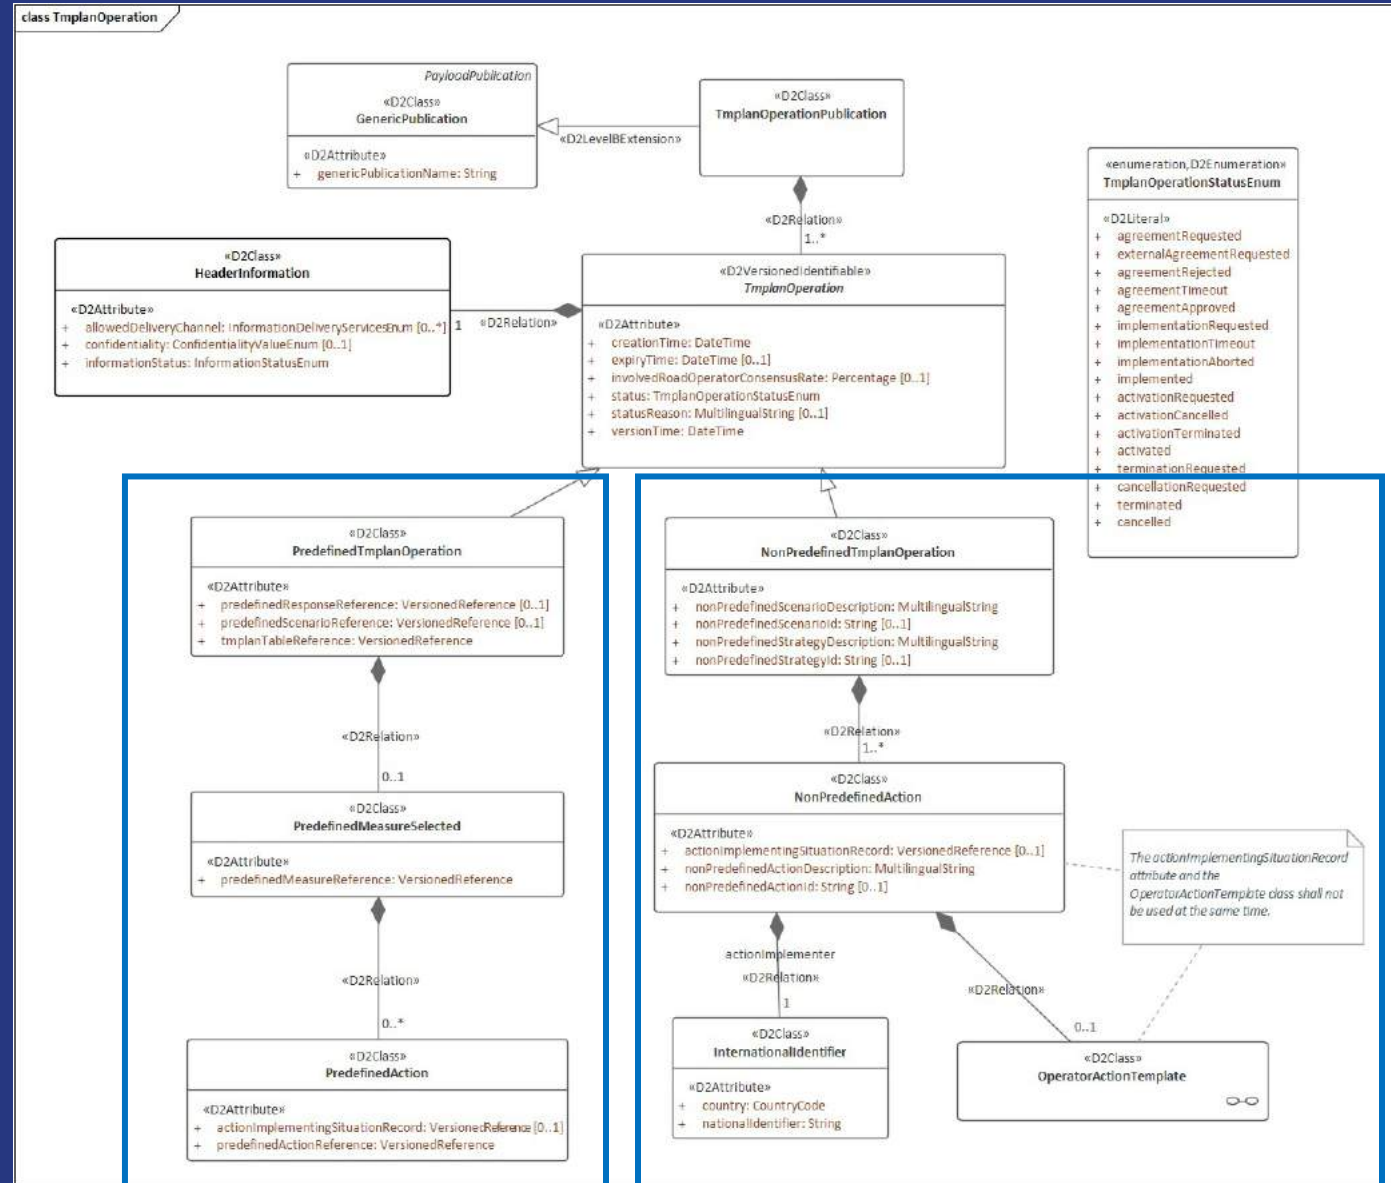 class TmplanOperation
PayloadPublication
«D2Class»
GenericPublication
«D2Attribute»
+ genericPublicationName: String
«D2Class»
TmplanOperationPublication
«D2LevelBExtension»
«enumeration,D2Enumeration»
TmplanOperationStatusEnum
«D2Literal»
+ agreementRequested
+ externalAgreementRequested
+ agreementRejected
+ agreementTimeout
+ agreementApproved
+ implementationRequested
+ implementationTimeout
+ implementationAborted
+ implemented
+ activationRequested
+ activationCancelled
+ activationTerminated
+ activated
+ terminationRequested
+ cancellationRequested
+ terminated
+ cancelled
«D2Relation»
1..*
«D2Class»
HeaderInformation
«D2Attribute»
+ allowedDeliveryChannel: InformationDeliveryServicesEnum [0..*]
+ confidentiality: ConfidentialityValueEnum [0..1]
+ informationStatus: InformationStatusEnum
1 «D2Relation»
«D2VersionedIdentifiable»
TmplanOperation
«D2Attribute»
+ creationTime: DateTime
+ expiryTime: DateTime [0..1]
+ involvedRoadOperatorConsensusRate: Percentage [0..1]
+ status: TmplanOperationStatusEnum
+ statusReason: MultilingualString [0..1]
+ versionTime: DateTime
«D2Class»
PredefinedTmplanOperation
«D2Attribute»
+ predefinedResponseReference: VersionedReference [0..1]
+ predefinedScenarioReference: VersionedReference [0..1]
+ tmplanTableReference: VersionedReference
«D2Relation»
0..1
«D2Class»
PredefinedMeasureSelected
«D2Attribute»
+ predefinedMeasureReference: VersionedReference
«D2Relation»
0..*
«D2Class»
PredefinedAction
«D2Attribute»
+ actionImplementingSituationRecord: VersionedReference [0..1]
+ predefinedActionReference: VersionedReference
«D2Class»
NonPredefinedTmplanOperation
«D2Attribute»
+ nonPredefinedScenarioDescription: MultilingualString
+ nonPredefinedScenarioId: String [0..1]
+ nonPredefinedStrategyDescription: MultilingualString
+ nonPredefinedStrategyId: String [0..1]
«D2Relation»
1..*
«D2Class»
NonPredefinedAction
«D2Attribute»
+ actionImplementingSituationRecord: VersionedReference [0..1]
+ nonPredefinedActionDescription: MultilingualString
+ nonPredefinedActionId: String [0..1]
The actionImplementingSituationRecord
attribute and the
OperatorActionTemplate class shall not
be used at the same time.
actionImplementer
«D2Relation»
1
«D2Relation»
0..1
«D2Class»
InternationalIdentifier
«D2Attribute»
+ country: CountryCode
+ nationalIdentifier: String
«D2Class»
OperatorActionTemplate